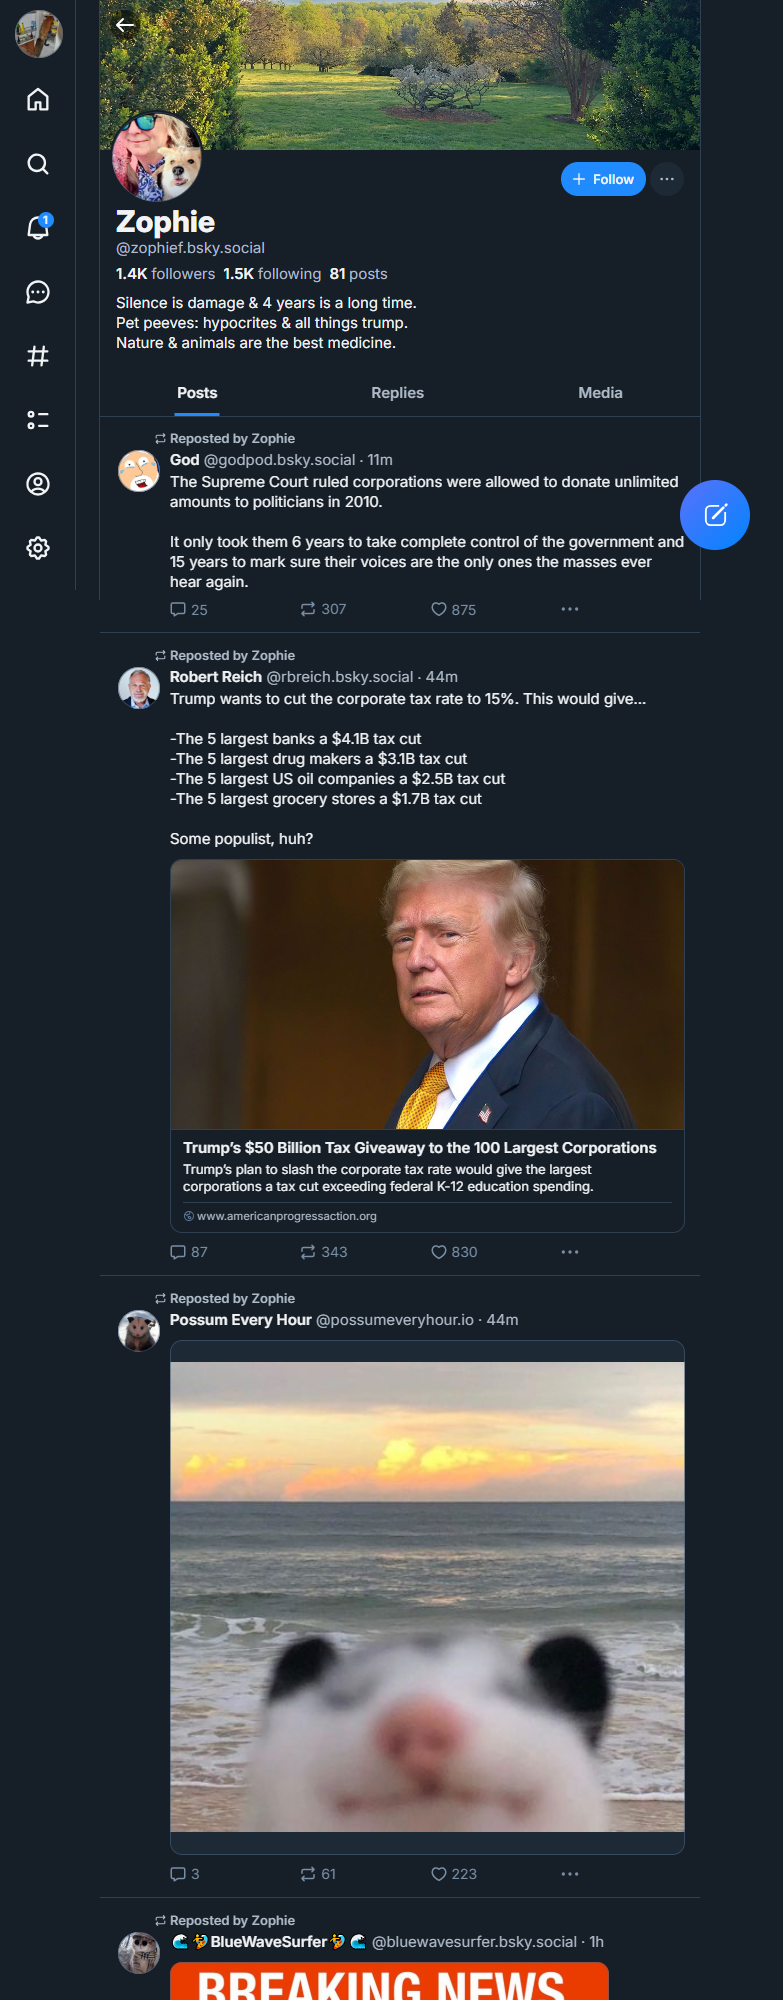 1
+ Follow
Zophie
@zophief.bsky.social
1.4K followers 1.5K following 81 posts
Silence is damage & 4 years is a long time.
Pet peeves: hypocrites & all things trump.
Nature & animals are the best medicine.
Posts Replies Media
Reposted by Zophie
God @godpod.bsky.social · 11m
The Supreme Court ruled corporations were allowed to donate unlimited
amounts to politicians in 2010.
It only took them 6 years to take complete control of the government and
15 years to mark sure their voices are the only ones the masses ever
hear again.
25 307 875
Reposted by Zophie
Robert Reich @rbreich.bsky.social · 44m
Trump wants to cut the corporate tax rate to 15%. This would give...
-The 5 largest banks a $4.1B tax cut
-The 5 largest drug makers a $3.1B tax cut
-The 5 largest US oil companies a $2.5B tax cut
-The 5 largest grocery stores a $1.7B tax cut
Some populist, huh?
Trump's $50 Billion Tax Giveaway to the 100 Largest Corporations
Trump's plan to slash the corporate tax rate would give the largest
corporations a tax cut exceeding federal K-12 education spending.
www.americanprogressaction.org
87 343 830
Reposted by Zophie
Possum Every Hour @possumeveryhour.io · 44m
3 61 223
Reposted by Zophie
🌊🏄BlueWaveSurfer🏄🌊 @bluewavesurfer.bsky.social · 1h
BREAKING NEWS